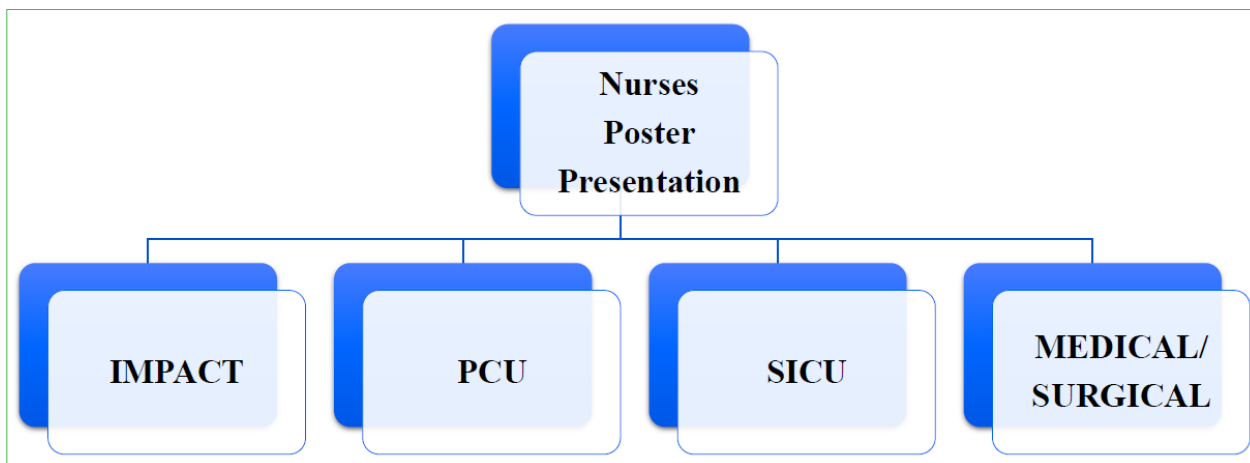 Nurses
Poster
Presentation
IMPACT
PCU
SICU
MEDICAL/
SURGICAL